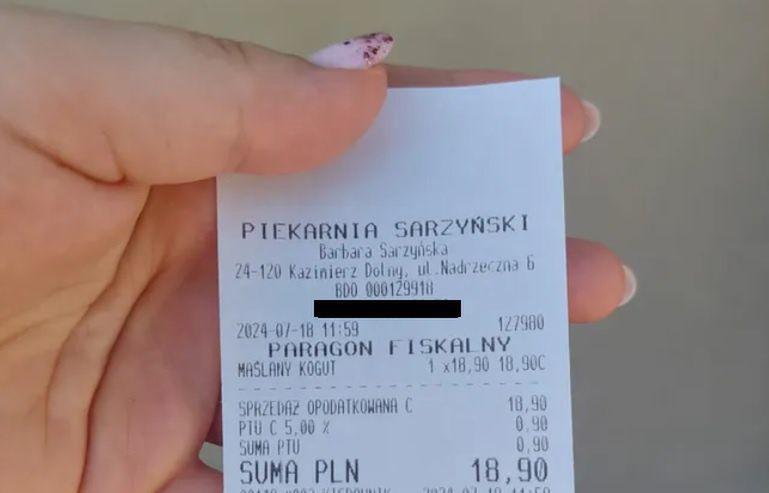 PIEKARNIA SARZYŃSKI
Barbara Sarzyńska
24-120 Kazimierz Dolny, ul.Nadrzeczna 6
BDO 000129918
2024-07-18 11:59 127980
PARAGON FISKALNY
MAŚLANY KOGUT 1 x18,90 18,90C
SPRZEDAŻ OPODATKOWANA C 18,90
PTU C 5,00 % 0,90
SUMA PTU 0,90
SUMA PLN 18,90